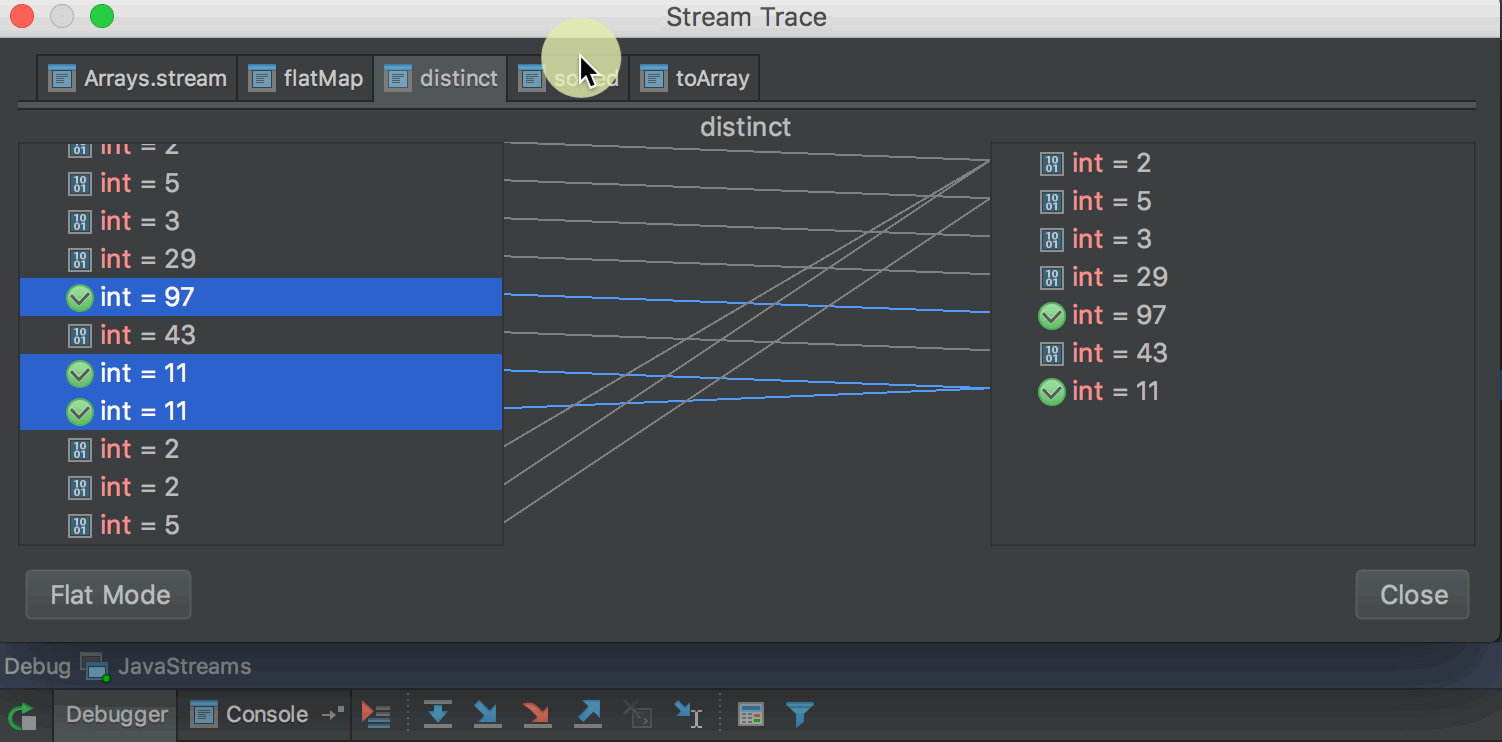 Stream Trace
Arrays.stream flatMap distinct sorted toArray
distinct
int = 2
int = 5
int = 3
int = 29
int = 97
int = 43
int = 11
int = 11
int = 2
int = 2
int = 5
int = 2
int = 5
int = 3
int = 29
int = 97
int = 43
int = 11
Flat Mode
Close
Debug JavaStreams
Debugger Console